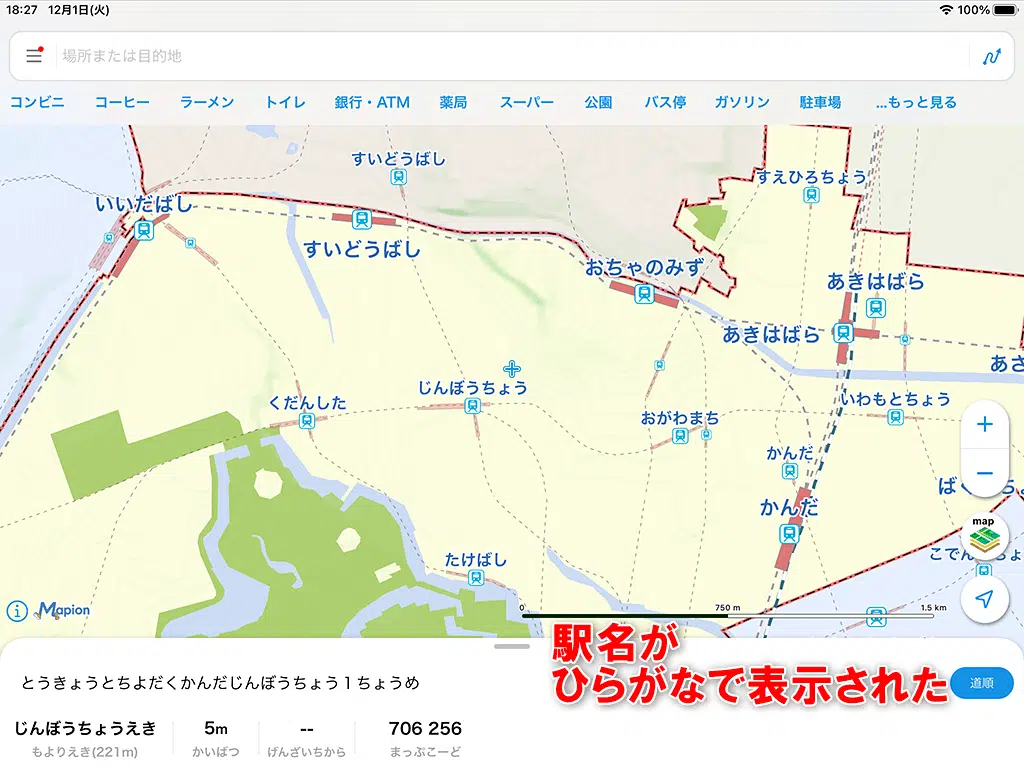 18:27 12月1日(火)
100%
場所または目的地
コンビニ コーヒー ラーメン トイレ 銀行・ATM 薬局 スーパー 公園 バス停 ガソリン 駐車場 ...もっと見る
すいどうばし
すえひろちょう
いいだばし
すいどうばし
おちゃのみず
あきはばら
あきはばら
あさ
じんぼうちょう
くだんした
いわもとちょう
おがわまち
かんだ
かんだ
たけばし
map
Mapion
0 750 m 1.5 km
駅名が
ひらがなで表示された
とうきょうとちよだくかんだじんぼうちょう1ちょうめ
道順
じんぼうちょうえき 5m -- 706 256
もよりえき(221m) かいばつ げんざいちから まっぷこーど